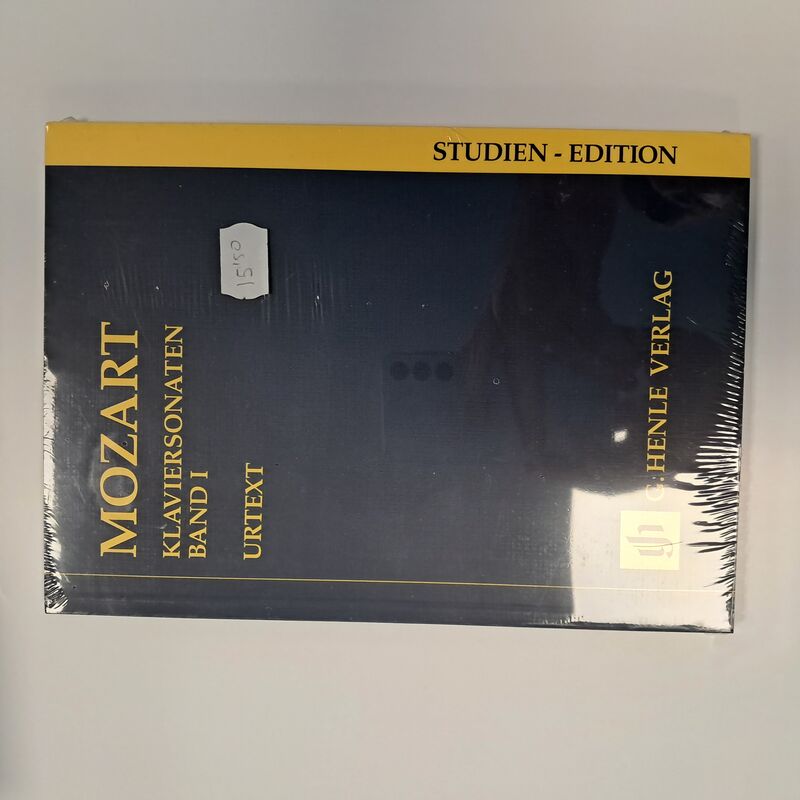 MOZART
KLAVIERSONATEN
BAND I
URTEXT
15'50
G. HENLE VERLAG
STUDIEN - EDITION